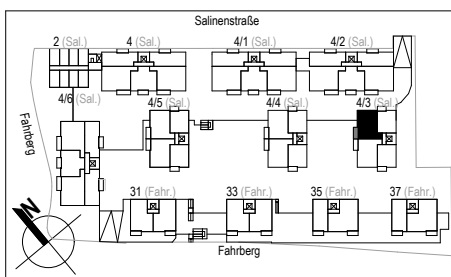 Salinenstraße
2 (Sal.) 4 (Sal.) 4/1 (Sal.) 4/2 (Sal.)
4/6 (Sal.) 4/5 (Sal.) 4/4 (Sal.) 4/3 (Sal.)
Fahrberg
31 (Fahr.) 33 (Fahr.) 35 (Fahr.) 37 (Fahr.)
N
Fahrberg